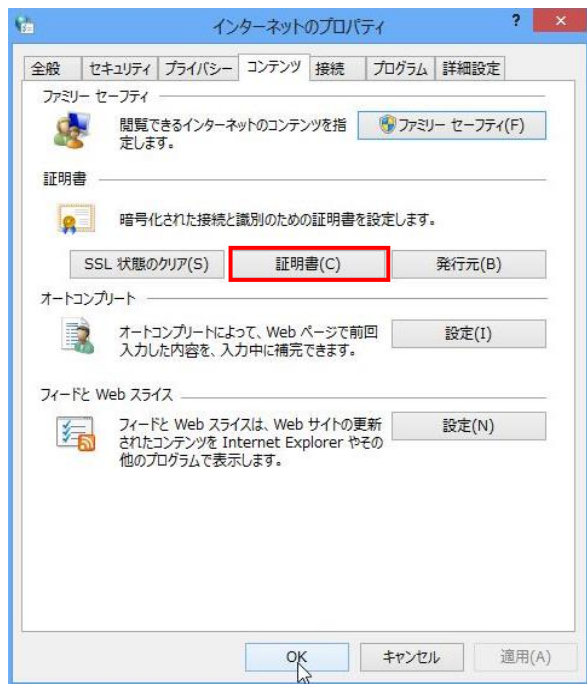 インターネットのプロパティ
?
×
全般 セキュリティ プライバシー コンテンツ 接続 プログラム 詳細設定
ファミリー セーフティ
閲覧できるインターネットのコンテンツを指
定します。
ファミリー セーフティ(F)
証明書
暗号化された接続と識別のための証明書を設定します。
SSL 状態のクリア(S) 証明書(C) 発行元(B)
オートコンプリート
オートコンプリートによって、Web ページで前回
入力した内容を、入力中に補完できます。
設定(I)
フィードと Web スライス
フィードと Web スライスは、Web サイトの更新
されたコンテンツを Internet Explorer やその
他のプログラムで表示します。
設定(N)
OK キャンセル 適用(A)